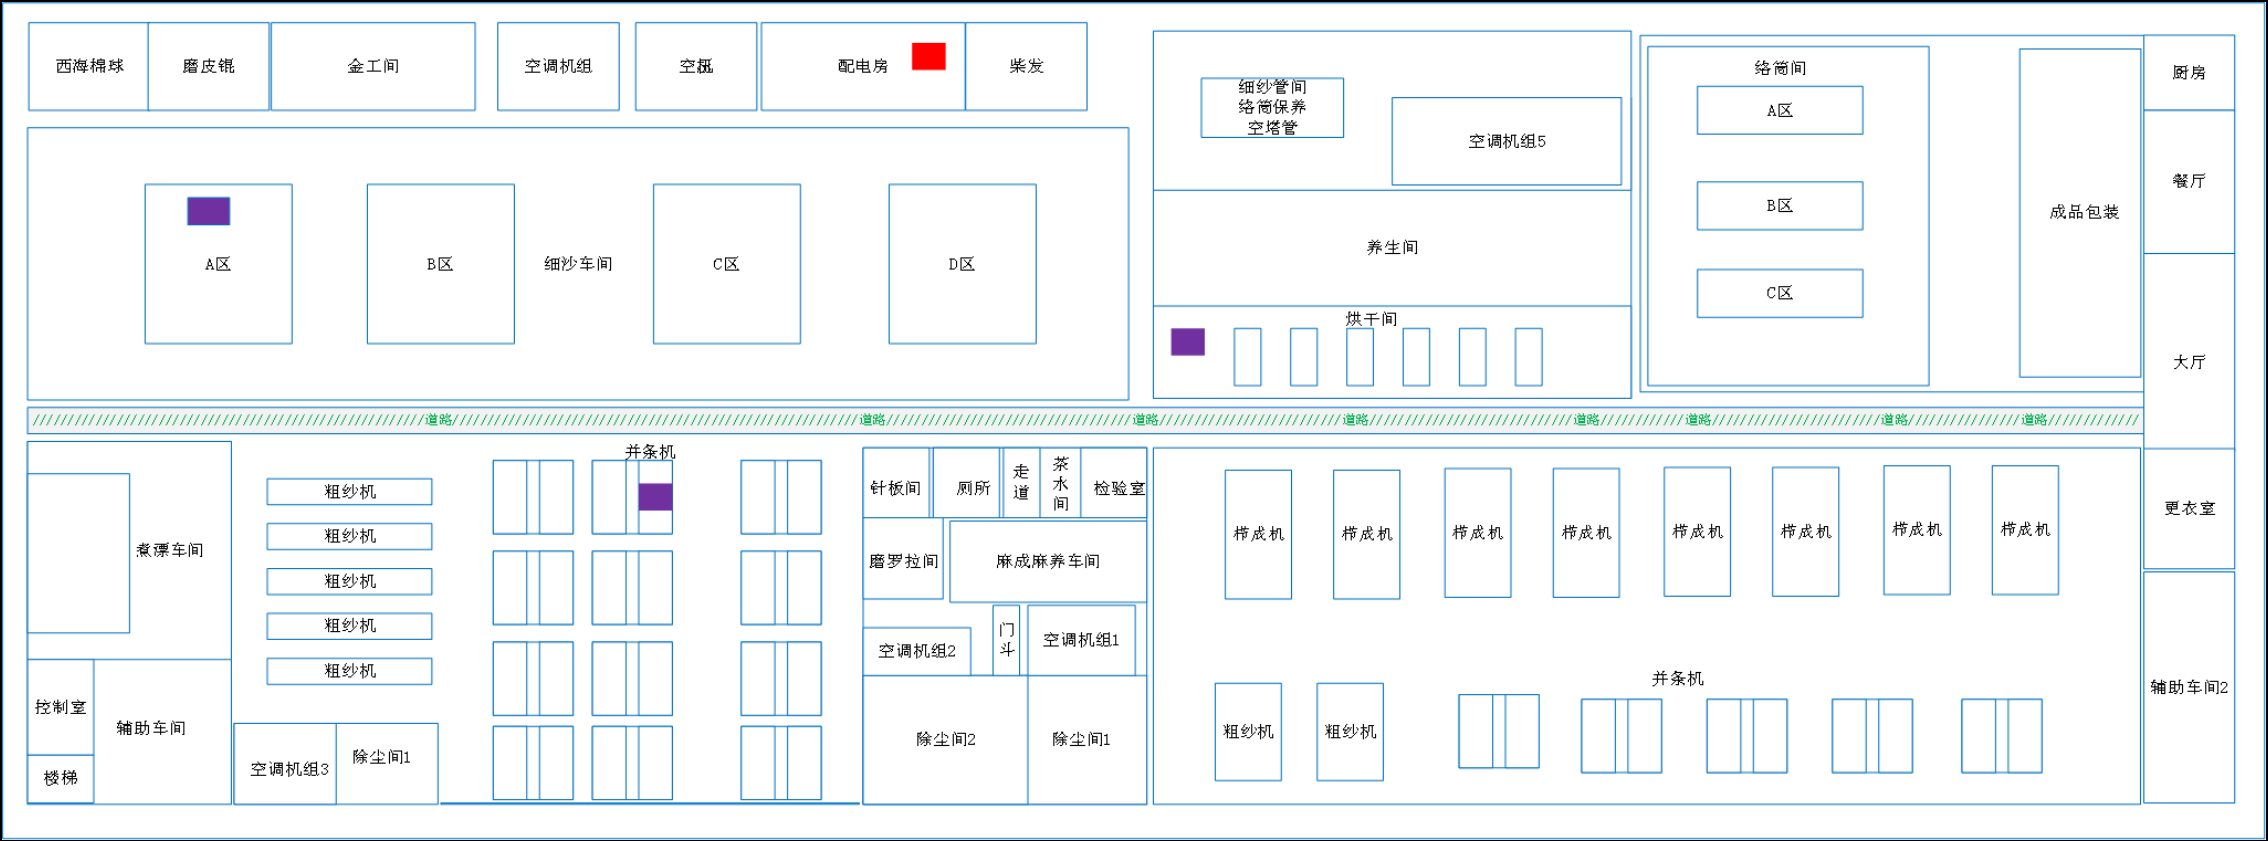 西海棉球
磨皮辊
金工间
空调机组
空压
配电房
柴发
细纱管间
络筒保养
空塔管
空调机组5
络筒间
A区
B区
C区
成品包装
厨房
餐厅
大厅
A区
B区
细沙车间
C区
D区
养生间
烘干间
道路
道路
道路
道路
道路
道路
道路
道路
煮漂车间
控制室
楼梯
辅助车间
粗纱机
粗纱机
粗纱机
粗纱机
粗纱机
空调机组3
除尘间1
并条机
针板间
厕所
走道
茶水间
检验室
磨罗拉间
麻成麻养车间
空调机组2
门斗
空调机组1
除尘间2
除尘间1
栉成机
栉成机
栉成机
栉成机
栉成机
栉成机
栉成机
栉成机
并条机
粗纱机
粗纱机
更衣室
辅助车间2